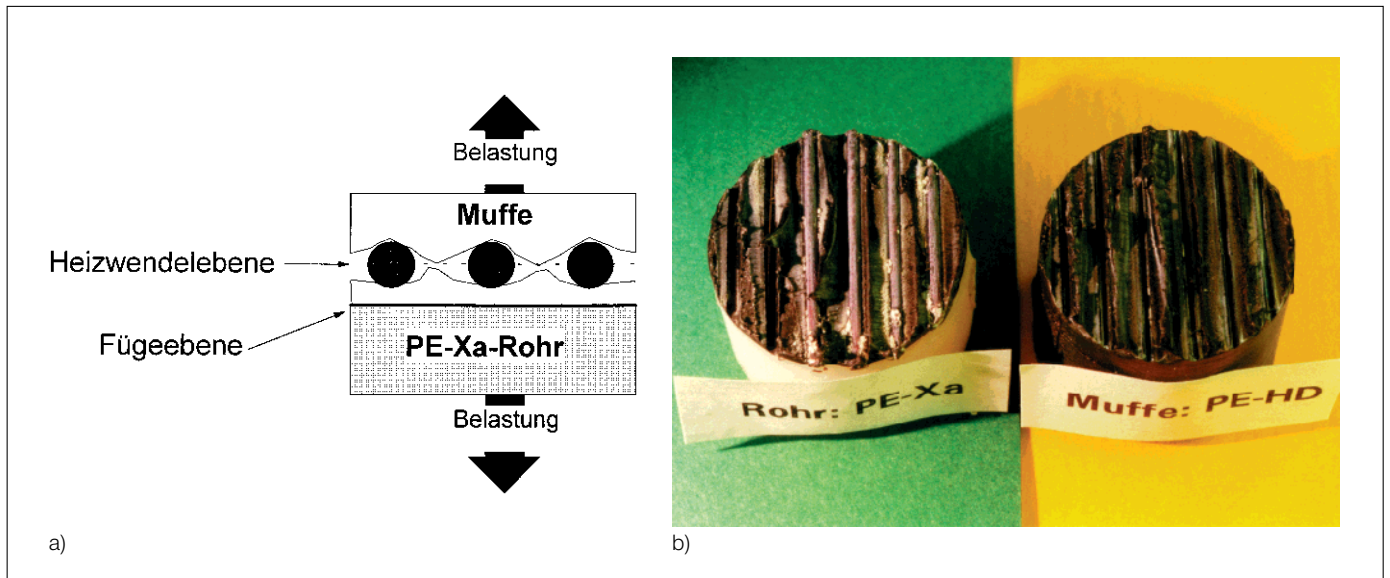 Belastung
Muffe
Heizwendelebene
Fügeebene
PE-Xa-Rohr
Belastung
a)
Rohr: PE-Xa
Muffe: PE-HD
b)